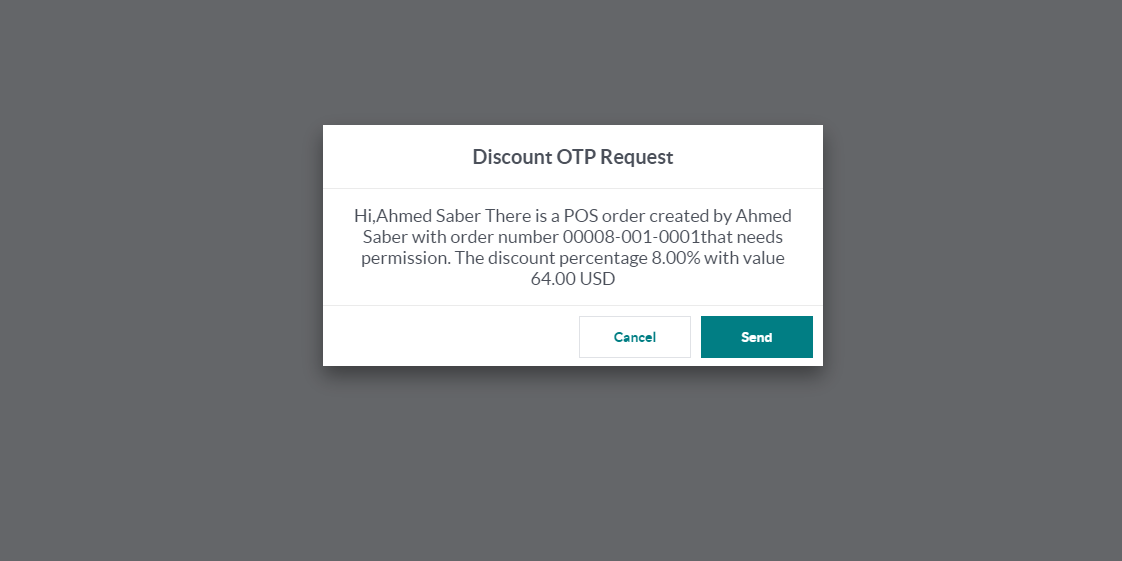 Discount OTP Request
Hi,Ahmed Saber There is a POS order created by Ahmed
Saber with order number 00008-001-0001that needs
permission. The discount percentage 8.00% with value
64.00 USD
Cancel
Send